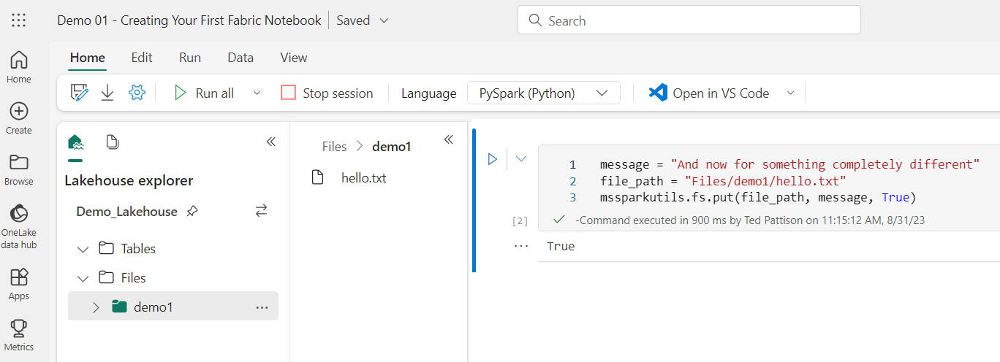 Demo 01 - Creating Your First Fabric Notebook Saved
Search
Home Edit Run Data View
Run all Stop session Language PySpark (Python) Open in VS Code
Home
Create
Browse
OneLake
data hub
Apps
Metrics
Lakehouse explorer
Demo_Lakehouse
Tables
Files
demo1
Files > demo1
hello.txt
1 message = "And now for something completely different"
2 file_path = "Files/demo1/hello.txt"
3 mssparkutils.fs.put(file_path, message, True)
[2] -Command executed in 900 ms by Ted Pattison on 11:15:12 AM, 8/31/23
True